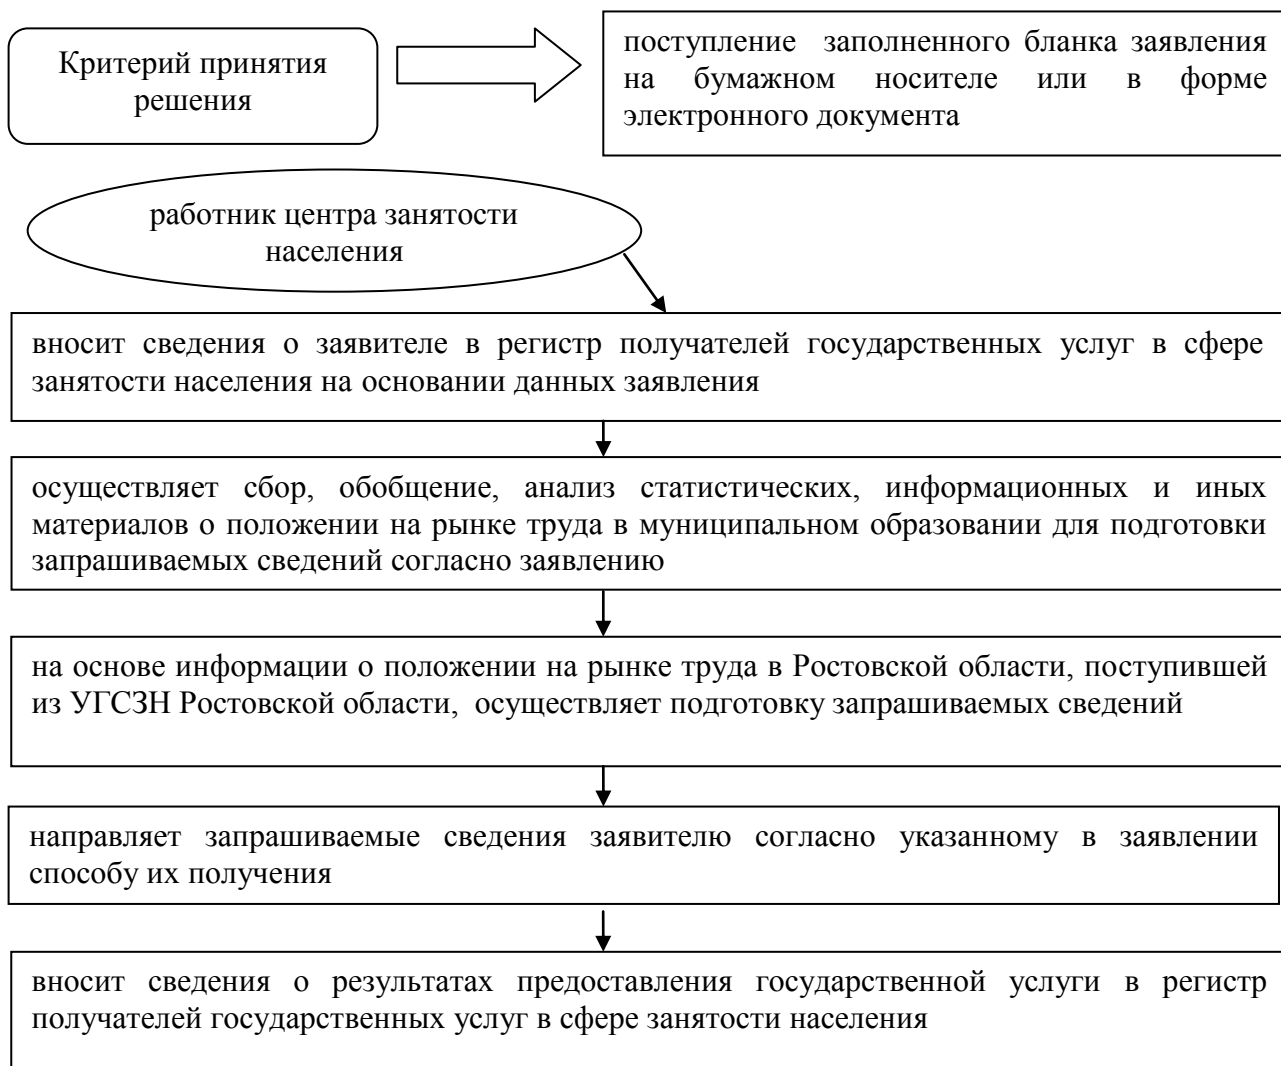 Критерий принятия
решения
поступление заполненного бланка заявления
на бумажном носителе или в форме
электронного документа
работник центра занятости
населения
вносит сведения о заявителе в регистр получателей государственных услуг в сфере
занятости населения на основании данных заявления
осуществляет сбор, обобщение, анализ статистических, информационных и иных
материалов о положении на рынке труда в муниципальном образовании для подготовки
запрашиваемых сведений согласно заявлению
на основе информации о положении на рынке труда в Ростовской области, поступившей
из УГСЗН Ростовской области, осуществляет подготовку запрашиваемых сведений
направляет запрашиваемые сведения заявителю согласно указанному в заявлении
способу их получения
вносит сведения о результатах предоставления государственной услуги в регистр
получателей государственных услуг в сфере занятости населения